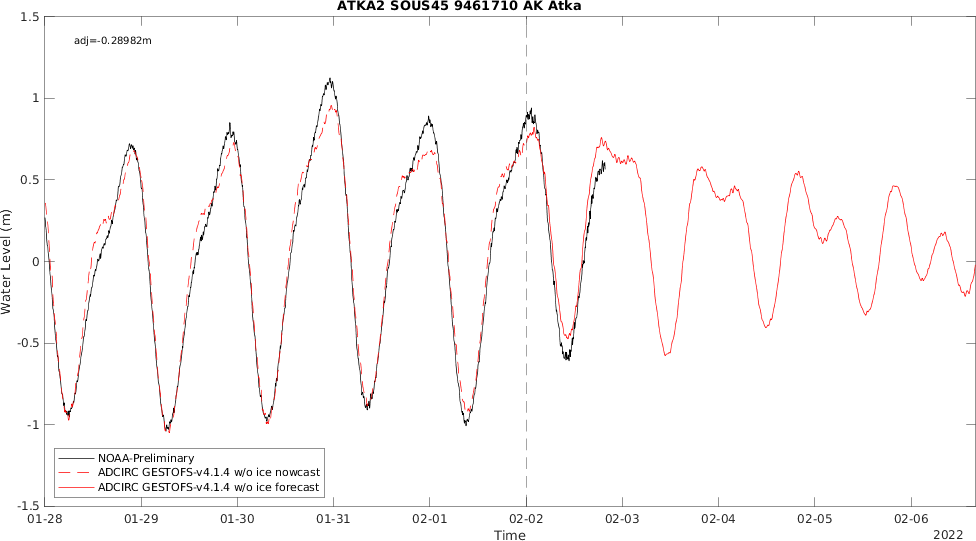 ATKA2 SOUS45 9461710 AK Atka
adj=-0.28982m
Water Level (m)
1.5
1
0.5
0
-0.5
-1
-1.5
NOAA-Preliminary
ADCIRC GESTOFS-v4.1.4 w/o ice nowcast
ADCIRC GESTOFS-v4.1.4 w/o ice forecast
01-28 01-29 01-30 01-31 02-01 02-02 02-03 02-04 02-05 02-06
Time
2022